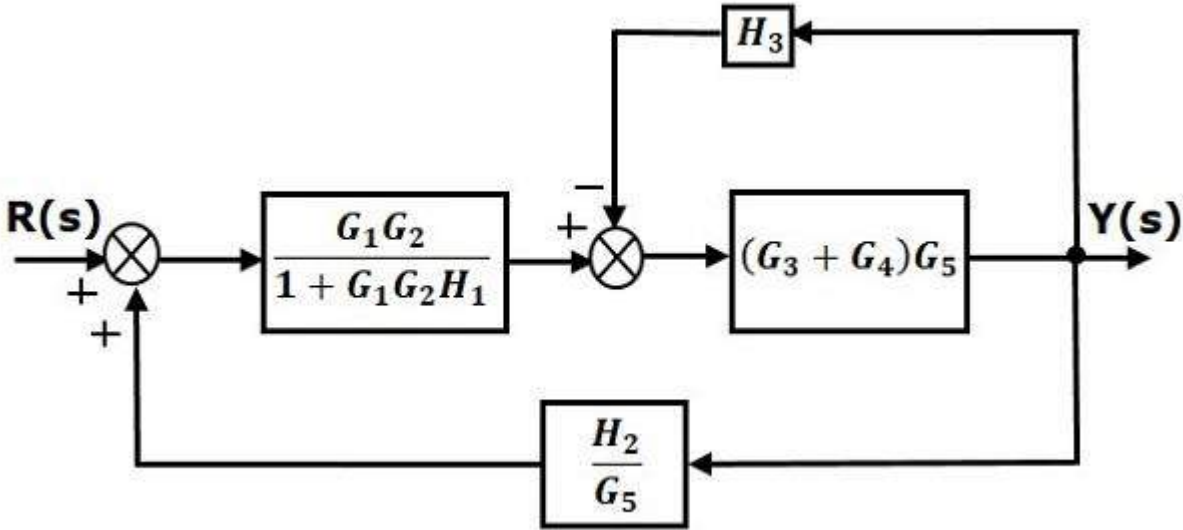 H₃
−
R(s)
+
+
G₁G₂
1 + G₁G₂H₁
+
(G₃ + G₄)G₅
Y(s)
H₂
G₅